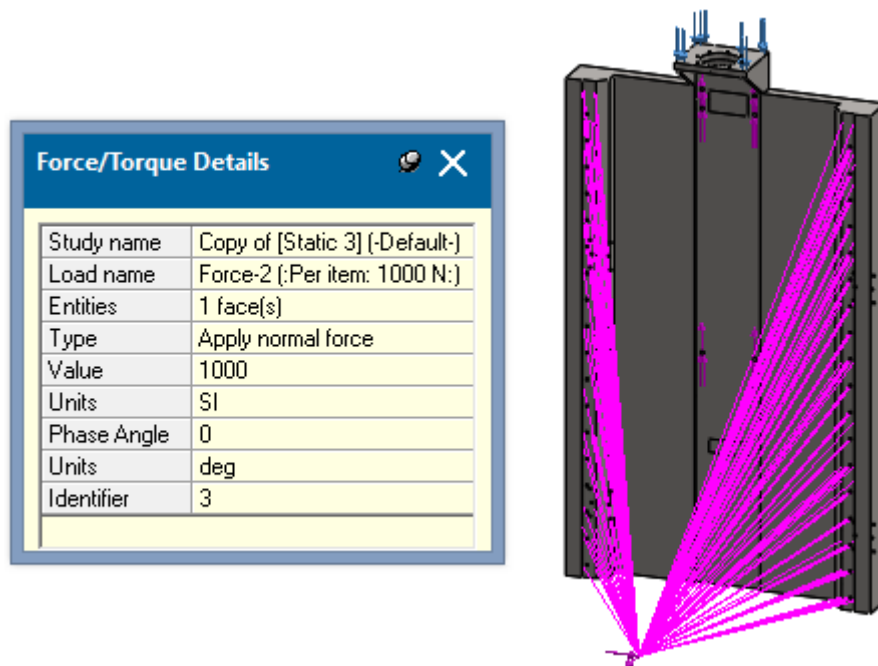 Force/Torque Details
Study name Copy of [Static 3] (-Default-)
Load name Force-2 (:Per item: 1000 N:)
Entities 1 face(s)
Type Apply normal force
Value 1000
Units SI
Phase Angle 0
Units deg
Identifier 3